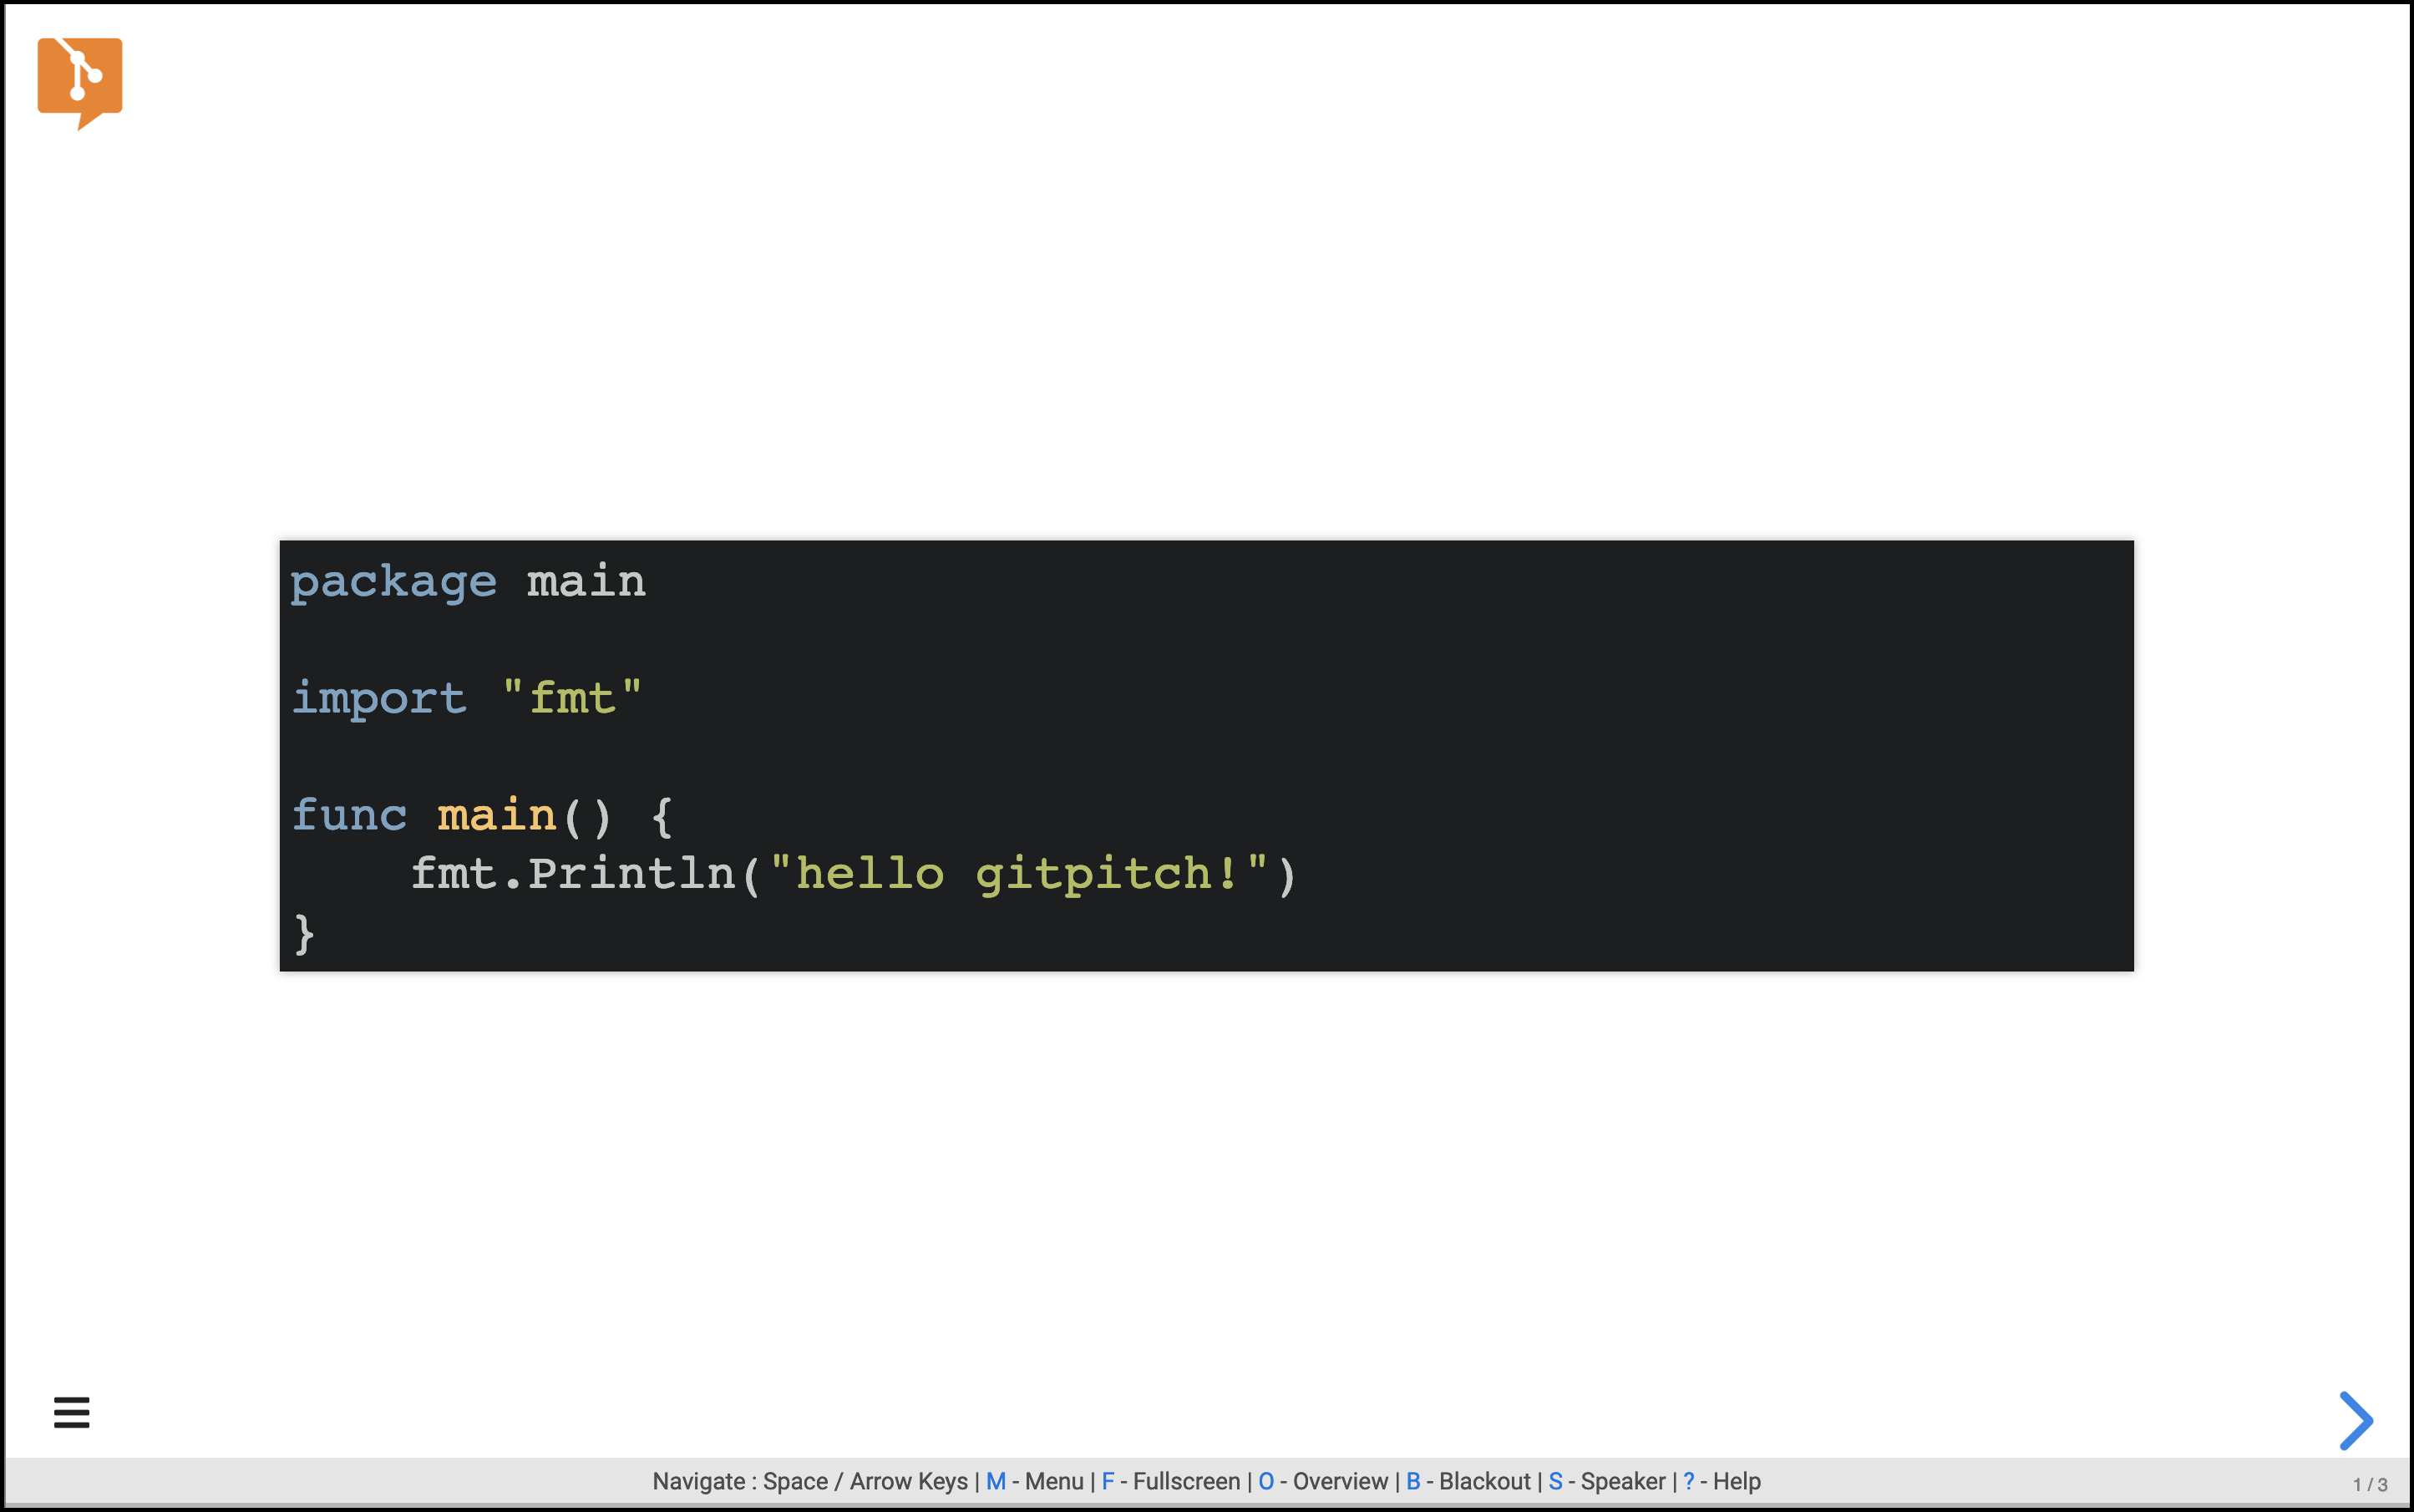 package main
import "fmt"
func main() {
    fmt.Println("hello gitpitch!")
}
Navigate : Space / Arrow Keys | M - Menu | F - Fullscreen | O - Overview | B - Blackout | S - Speaker | ? - Help
1 / 3